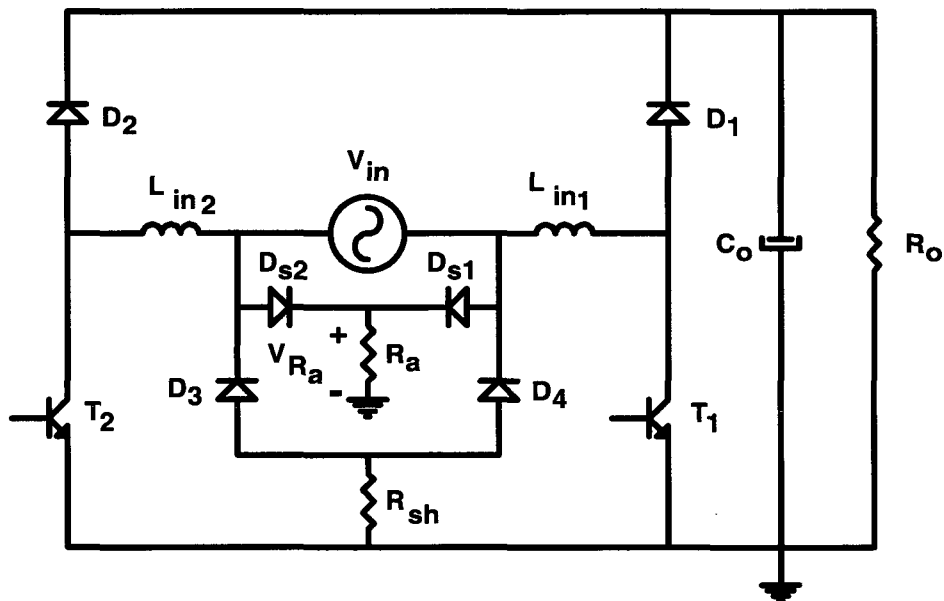 D2
D1
Vin
Lin2
Lin1
Co
Ro
Ds2
Ds1
+
VRa
Ra
-
D3
D4
T2
T1
Rsh